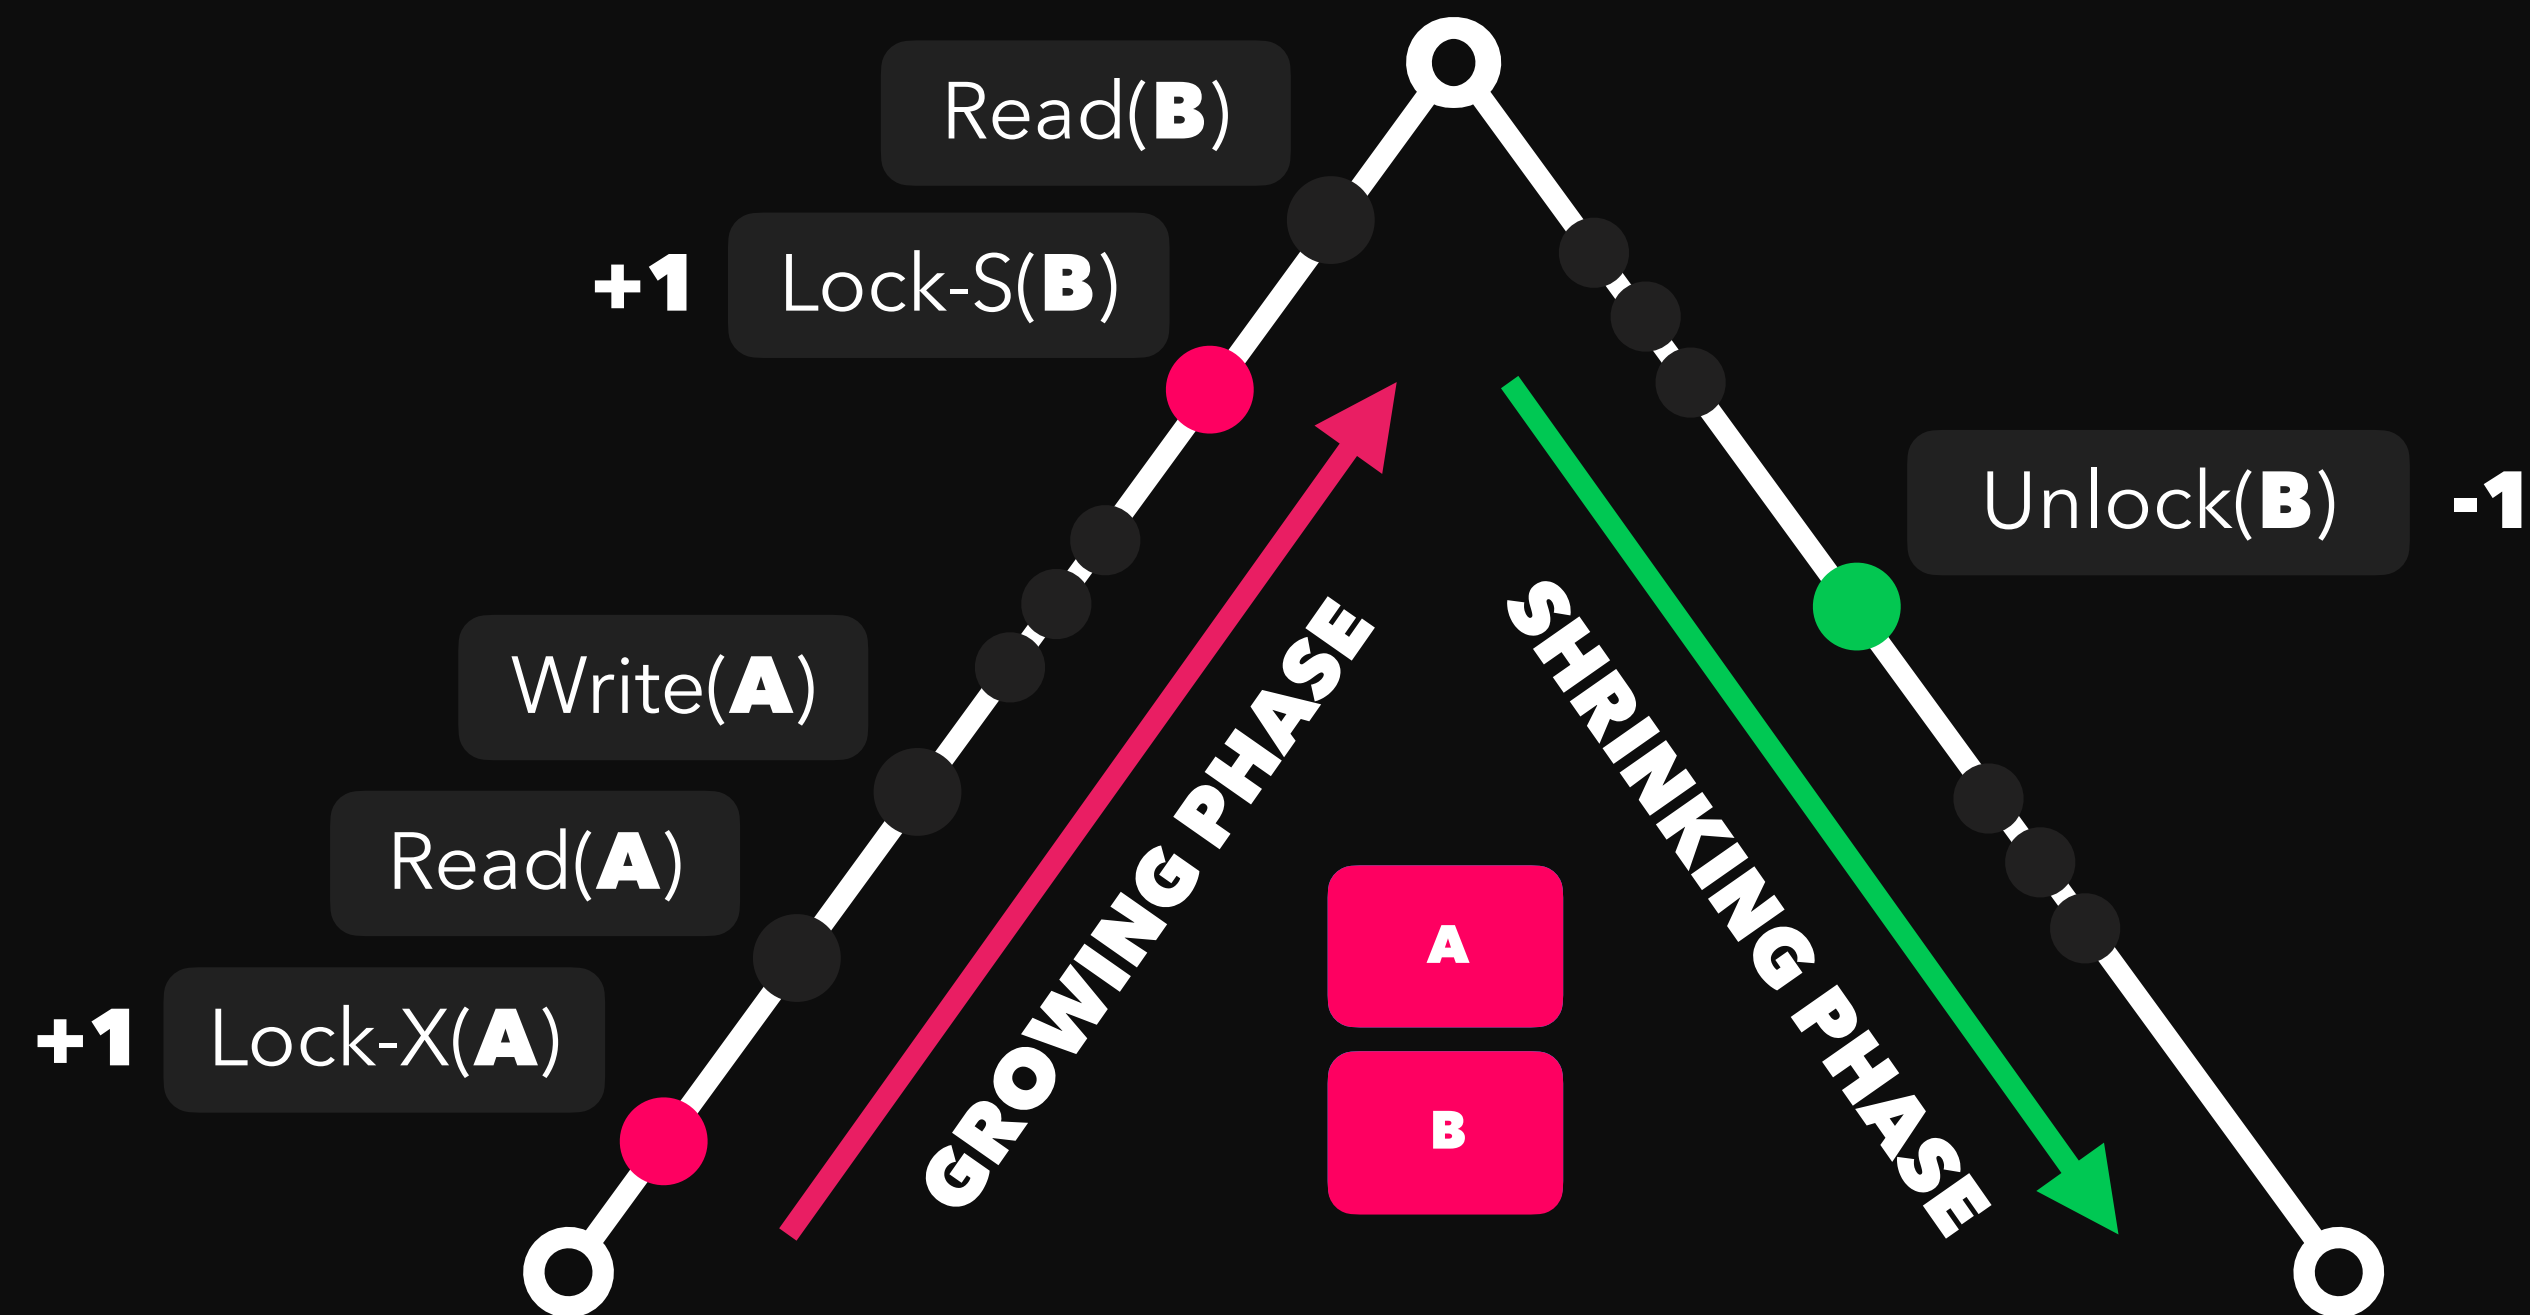 Read(B)
+1 Lock-S(B)
Unlock(B) -1
Write(A)
Read(A)
+1 Lock-X(A)
GROWING PHASE
SHRINKING PHASE
A
B